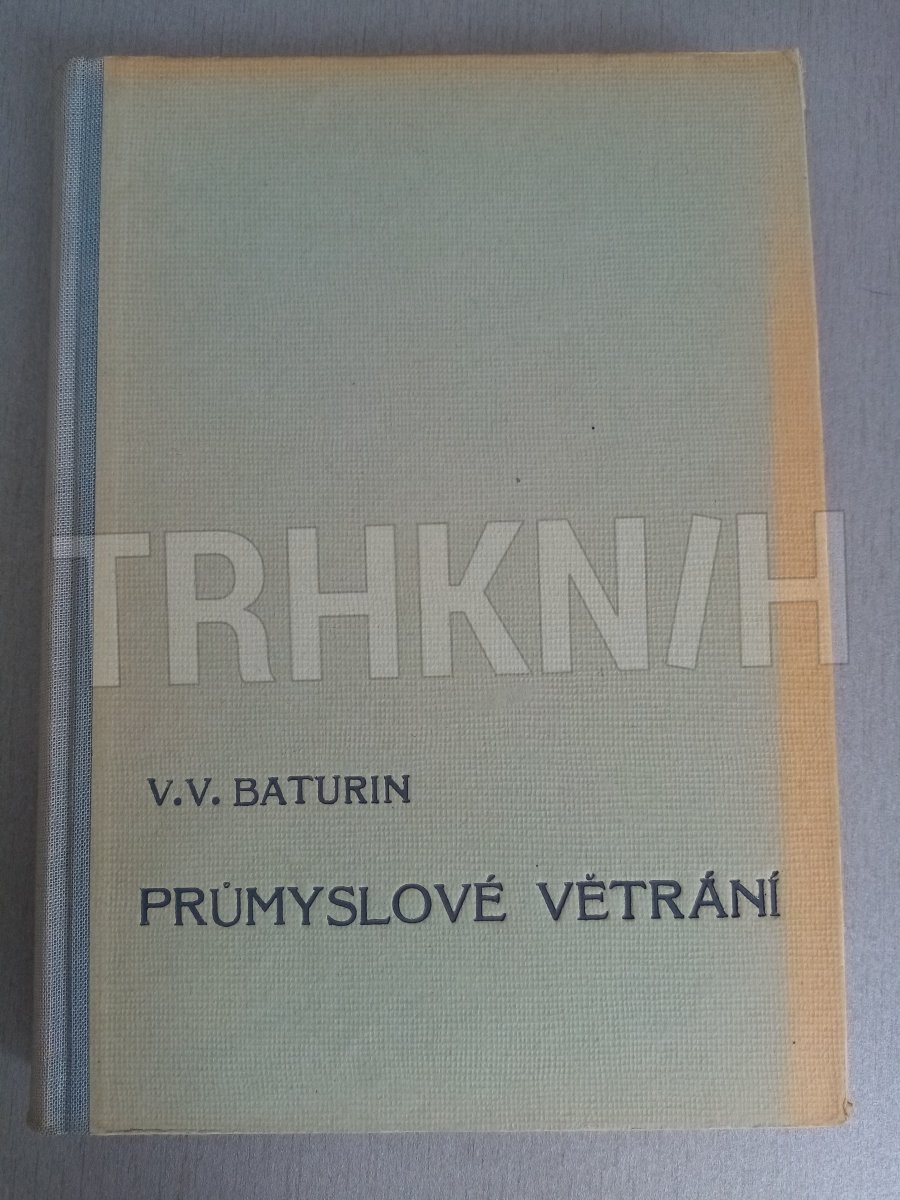 TRHKNIH
V.V. BATURIN
PRŮMYSLOVÉ VĚTRÁNÍ